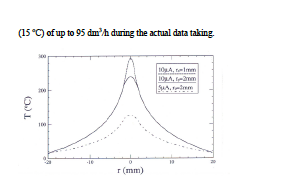 (15 °C) of up to 95 dm³/h during the actual data taking.
300
10μA, r₀=1mm
10μA, r₀=2mm
5μA, r₀=2mm
200
T (°C)
100
0
-20 -10 0 10 20
r (mm)